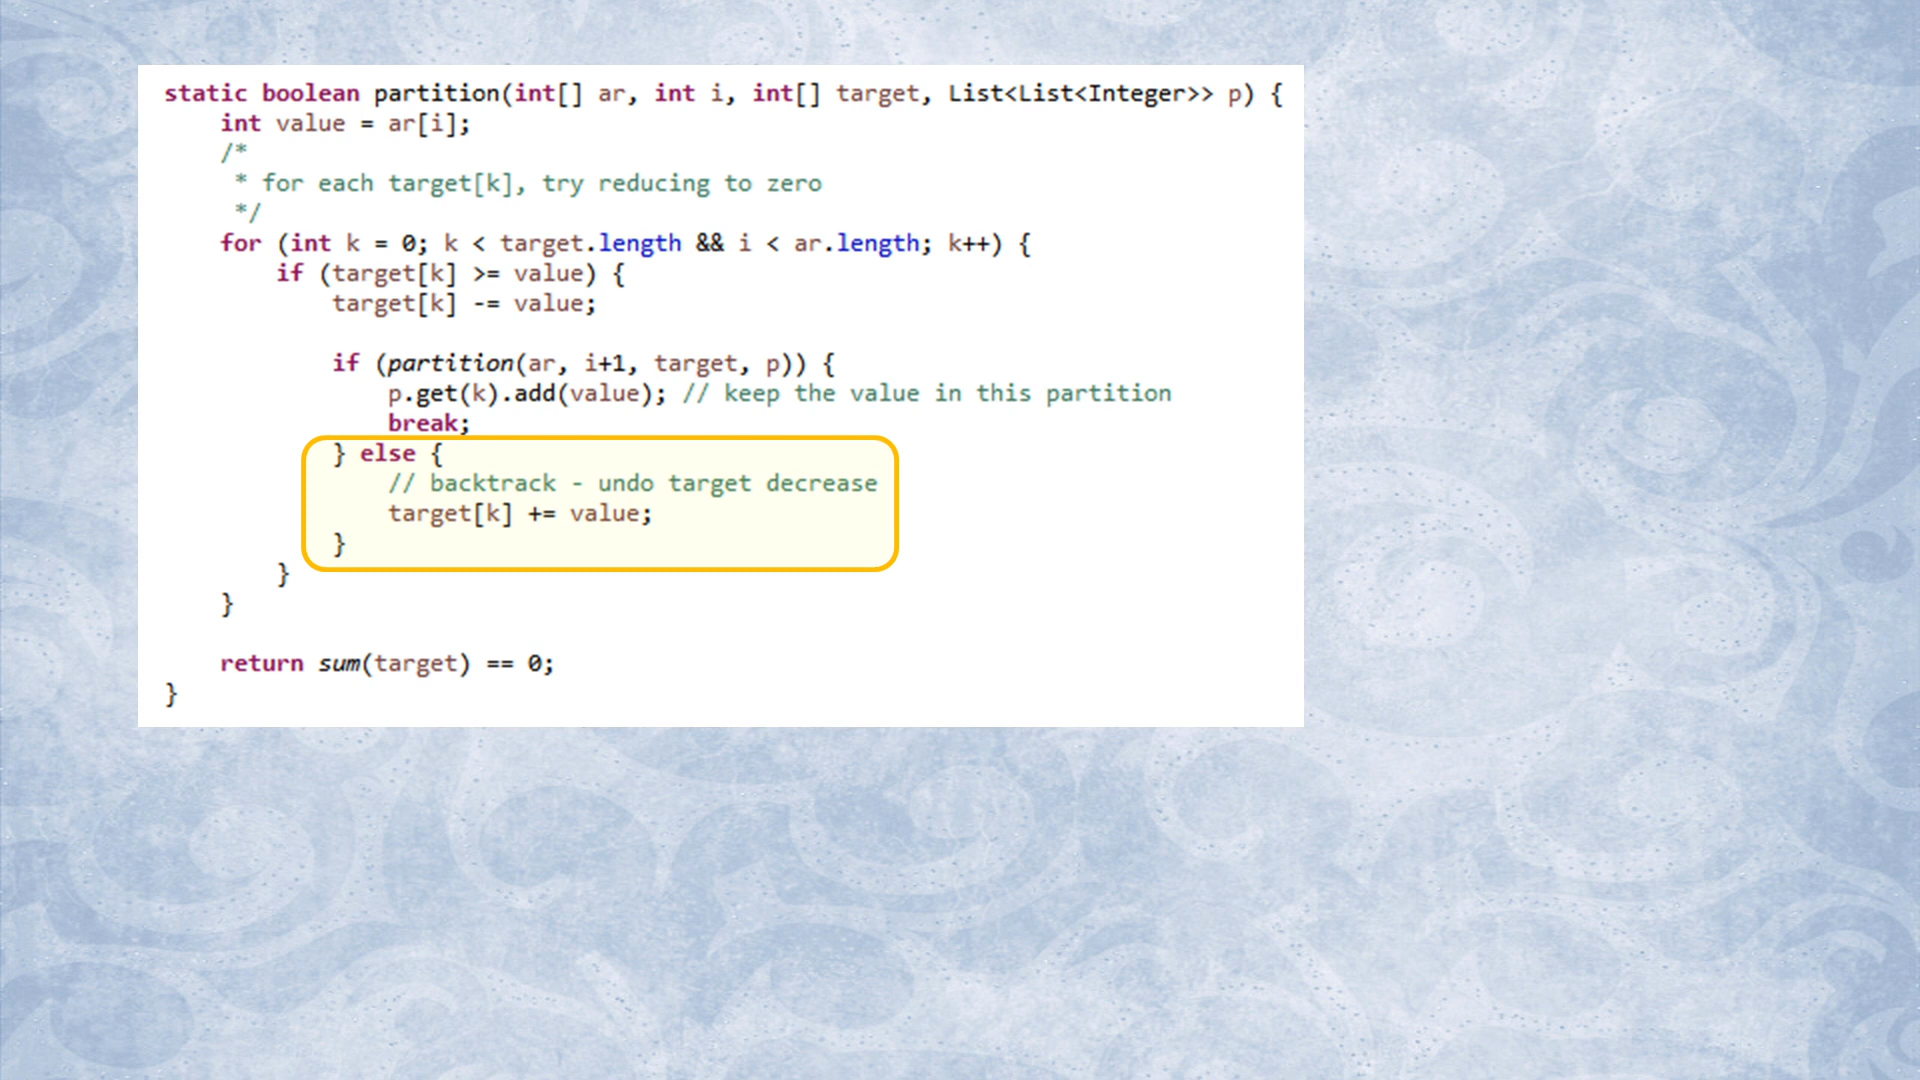 static boolean partition(int[] ar, int i, int[] target, List<List<Integer>> p) {
int value = ar[i];
/*
* for each target[k], try reducing to zero
*/
for (int k = 0; k < target.length && i < ar.length; k++) {
if (target[k] >= value) {
target[k] -= value;
if (partition(ar, i+1, target, p)) {
p.get(k).add(value); // keep the value in this partition
break;
} else {
// backtrack - undo target decrease
target[k] += value;
}
}
}
return sum(target) == 0;
}